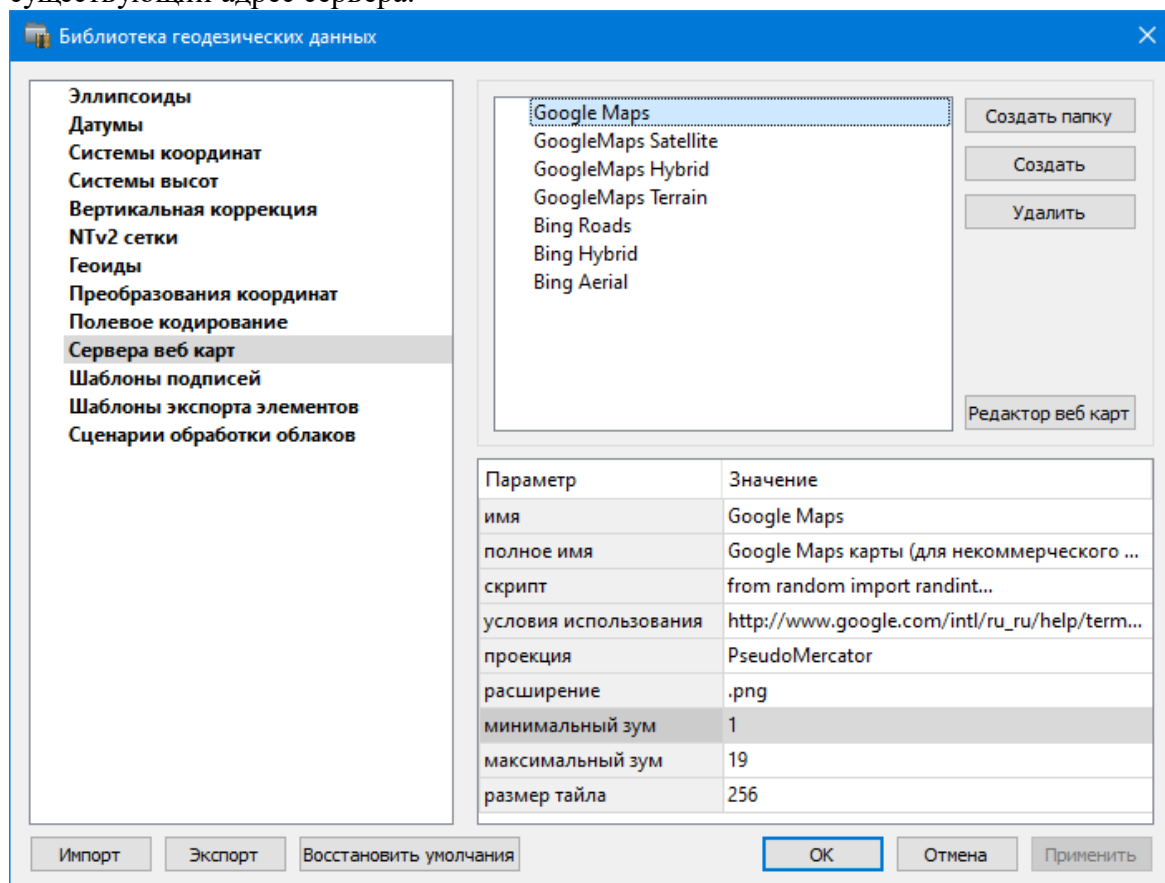 существующий адрес сервера.
Библиотека геодезических данных
Эллипсоиды
Датумы
Системы координат
Системы высот
Вертикальная коррекция
NTv2 сетки
Геоиды
Преобразования координат
Полевое кодирование
Сервера веб карт
Шаблоны подписей
Шаблоны экспорта элементов
Сценарии обработки облаков
Google Maps
GoogleMaps Satellite
GoogleMaps Hybrid
GoogleMaps Terrain
Bing Roads
Bing Hybrid
Bing Aerial
Создать папку
Создать
Удалить
Редактор веб карт
Параметр Значение
имя Google Maps
полное имя Google Maps карты (для некоммерческого ...
скрипт from random import randint...
условия использования http://www.google.com/intl/ru_ru/help/term...
проекция PseudoMercator
расширение .png
минимальный зум 1
максимальный зум 19
размер тайла 256
Импорт Экспорт Восстановить умолчания OK Отмена Применить